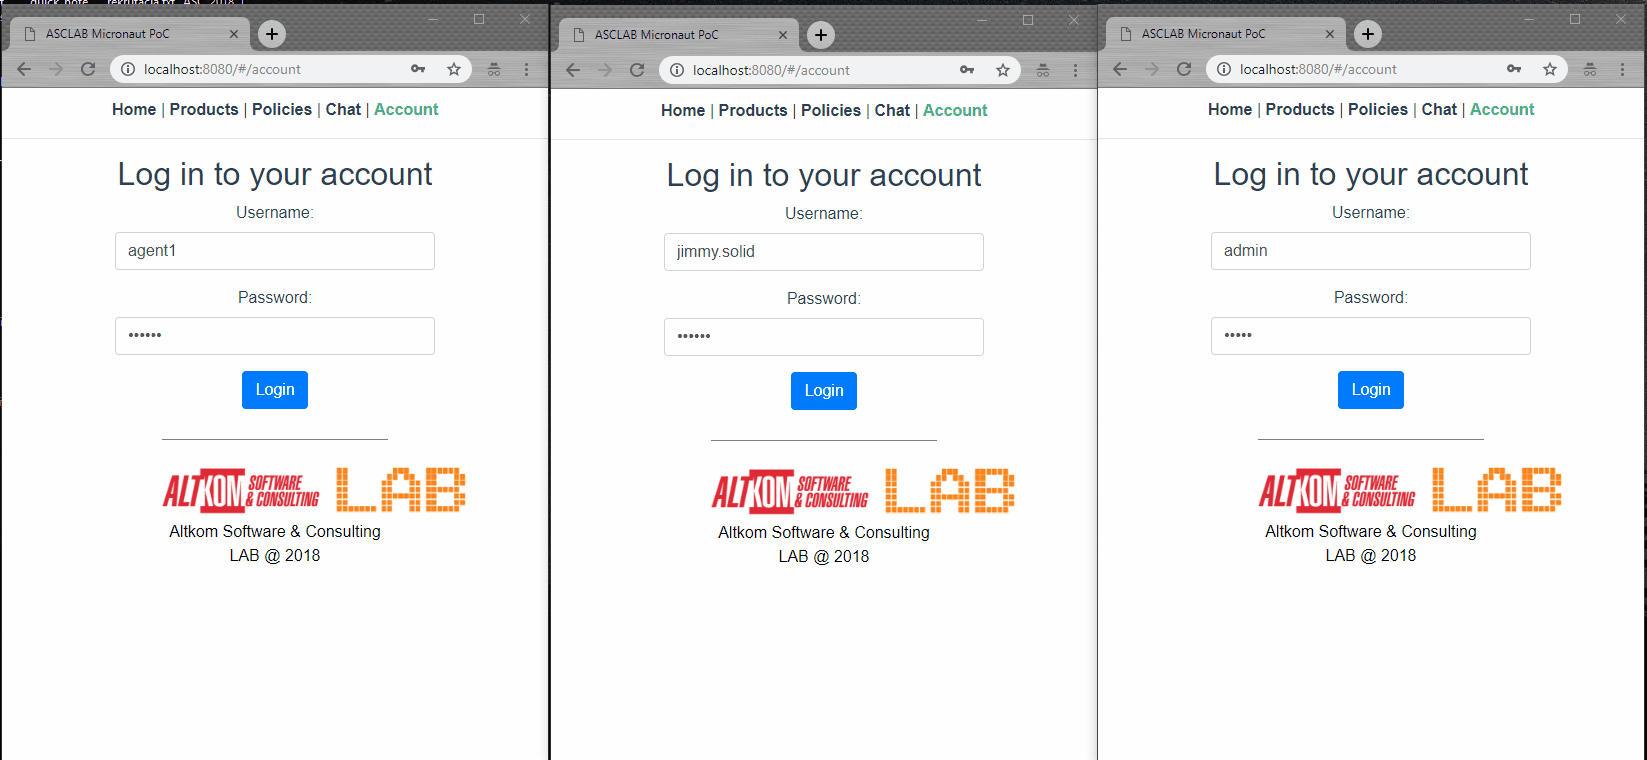 quick_note
rekrutacja.txt
ASC_2018
ASCLAB Micronaut PoC
localhost:8080/#/account
Home | Products | Policies | Chat | Account
Log in to your account
Username:
agent1
Password:
••••••
Login
ALTKOM SOFTWARE & CONSULTING LAB
Altkom Software & Consulting
LAB @ 2018
ASCLAB Micronaut PoC
localhost:8080/#/account
Home | Products | Policies | Chat | Account
Log in to your account
Username:
jimmy.solid
Password:
••••••
Login
ALTKOM SOFTWARE & CONSULTING LAB
Altkom Software & Consulting
LAB @ 2018
ASCLAB Micronaut PoC
localhost:8080/#/account
Home | Products | Policies | Chat | Account
Log in to your account
Username:
admin
Password:
•••••
Login
ALTKOM SOFTWARE & CONSULTING LAB
Altkom Software & Consulting
LAB @ 2018